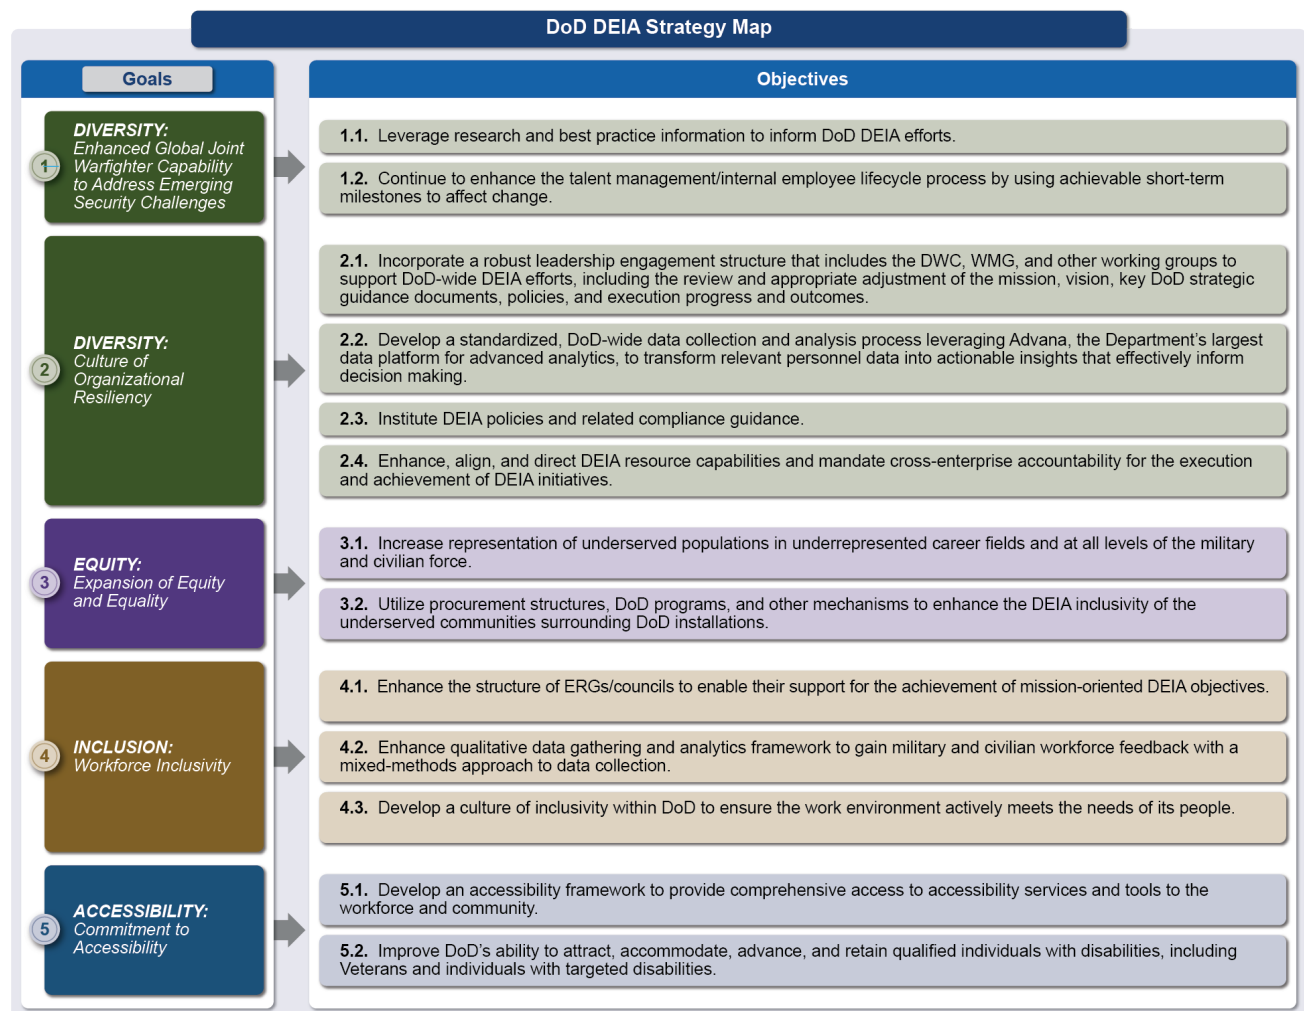 DoD DEIA Strategy Map
Goals
Objectives
1
DIVERSITY:
Enhanced Global Joint
Warfighter Capability
to Address Emerging
Security Challenges
1.1. Leverage research and best practice information to inform DoD DEIA efforts.
1.2. Continue to enhance the talent management/internal employee lifecycle process by using achievable short-term
milestones to affect change.
2
DIVERSITY:
Culture of
Organizational
Resiliency
2.1. Incorporate a robust leadership engagement structure that includes the DWC, WMG, and other working groups to
support DoD-wide DEIA efforts, including the review and appropriate adjustment of the mission, vision, key DoD strategic
guidance documents, policies, and execution progress and outcomes.
2.2. Develop a standardized, DoD-wide data collection and analysis process leveraging Advana, the Department’s largest
data platform for advanced analytics, to transform relevant personnel data into actionable insights that effectively inform
decision making.
2.3. Institute DEIA policies and related compliance guidance.
2.4. Enhance, align, and direct DEIA resource capabilities and mandate cross-enterprise accountability for the execution
and achievement of DEIA initiatives.
3
EQUITY:
Expansion of Equity
and Equality
3.1. Increase representation of underserved populations in underrepresented career fields and at all levels of the military
and civilian force.
3.2. Utilize procurement structures, DoD programs, and other mechanisms to enhance the DEIA inclusivity of the
underserved communities surrounding DoD installations.
4
INCLUSION:
Workforce Inclusivity
4.1. Enhance the structure of ERGs/councils to enable their support for the achievement of mission-oriented DEIA objectives.
4.2. Enhance qualitative data gathering and analytics framework to gain military and civilian workforce feedback with a
mixed-methods approach to data collection.
4.3. Develop a culture of inclusivity within DoD to ensure the work environment actively meets the needs of its people.
5
ACCESSIBILITY:
Commitment to
Accessibility
5.1. Develop an accessibility framework to provide comprehensive access to accessibility services and tools to the
workforce and community.
5.2. Improve DoD’s ability to attract, accommodate, advance, and retain qualified individuals with disabilities, including
Veterans and individuals with targeted disabilities.